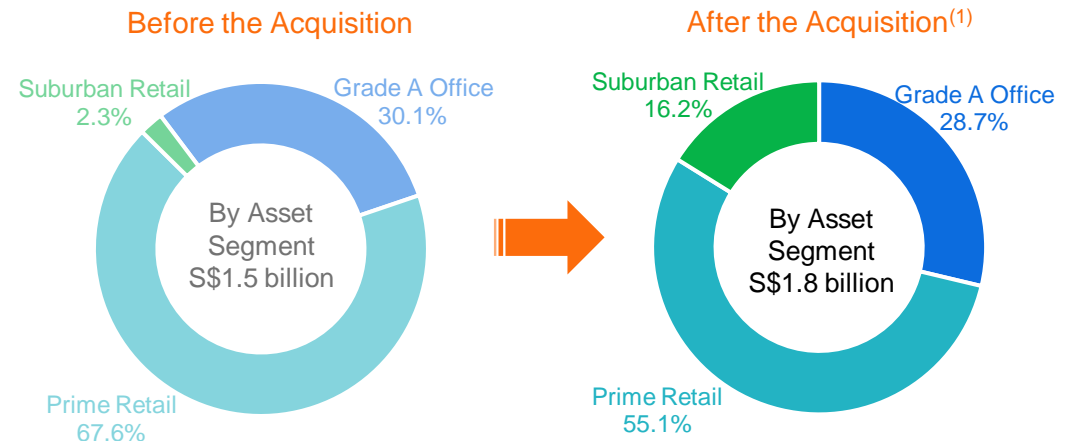 Before the Acquisition
Suburban Retail
2.3%
Grade A Office
30.1%
By Asset
Segment
S$1.5 billion
Prime Retail
67.6%
After the Acquisition(1)
Suburban Retail
16.2%
Grade A Office
28.7%
By Asset
Segment
S$1.8 billion
Prime Retail
55.1%